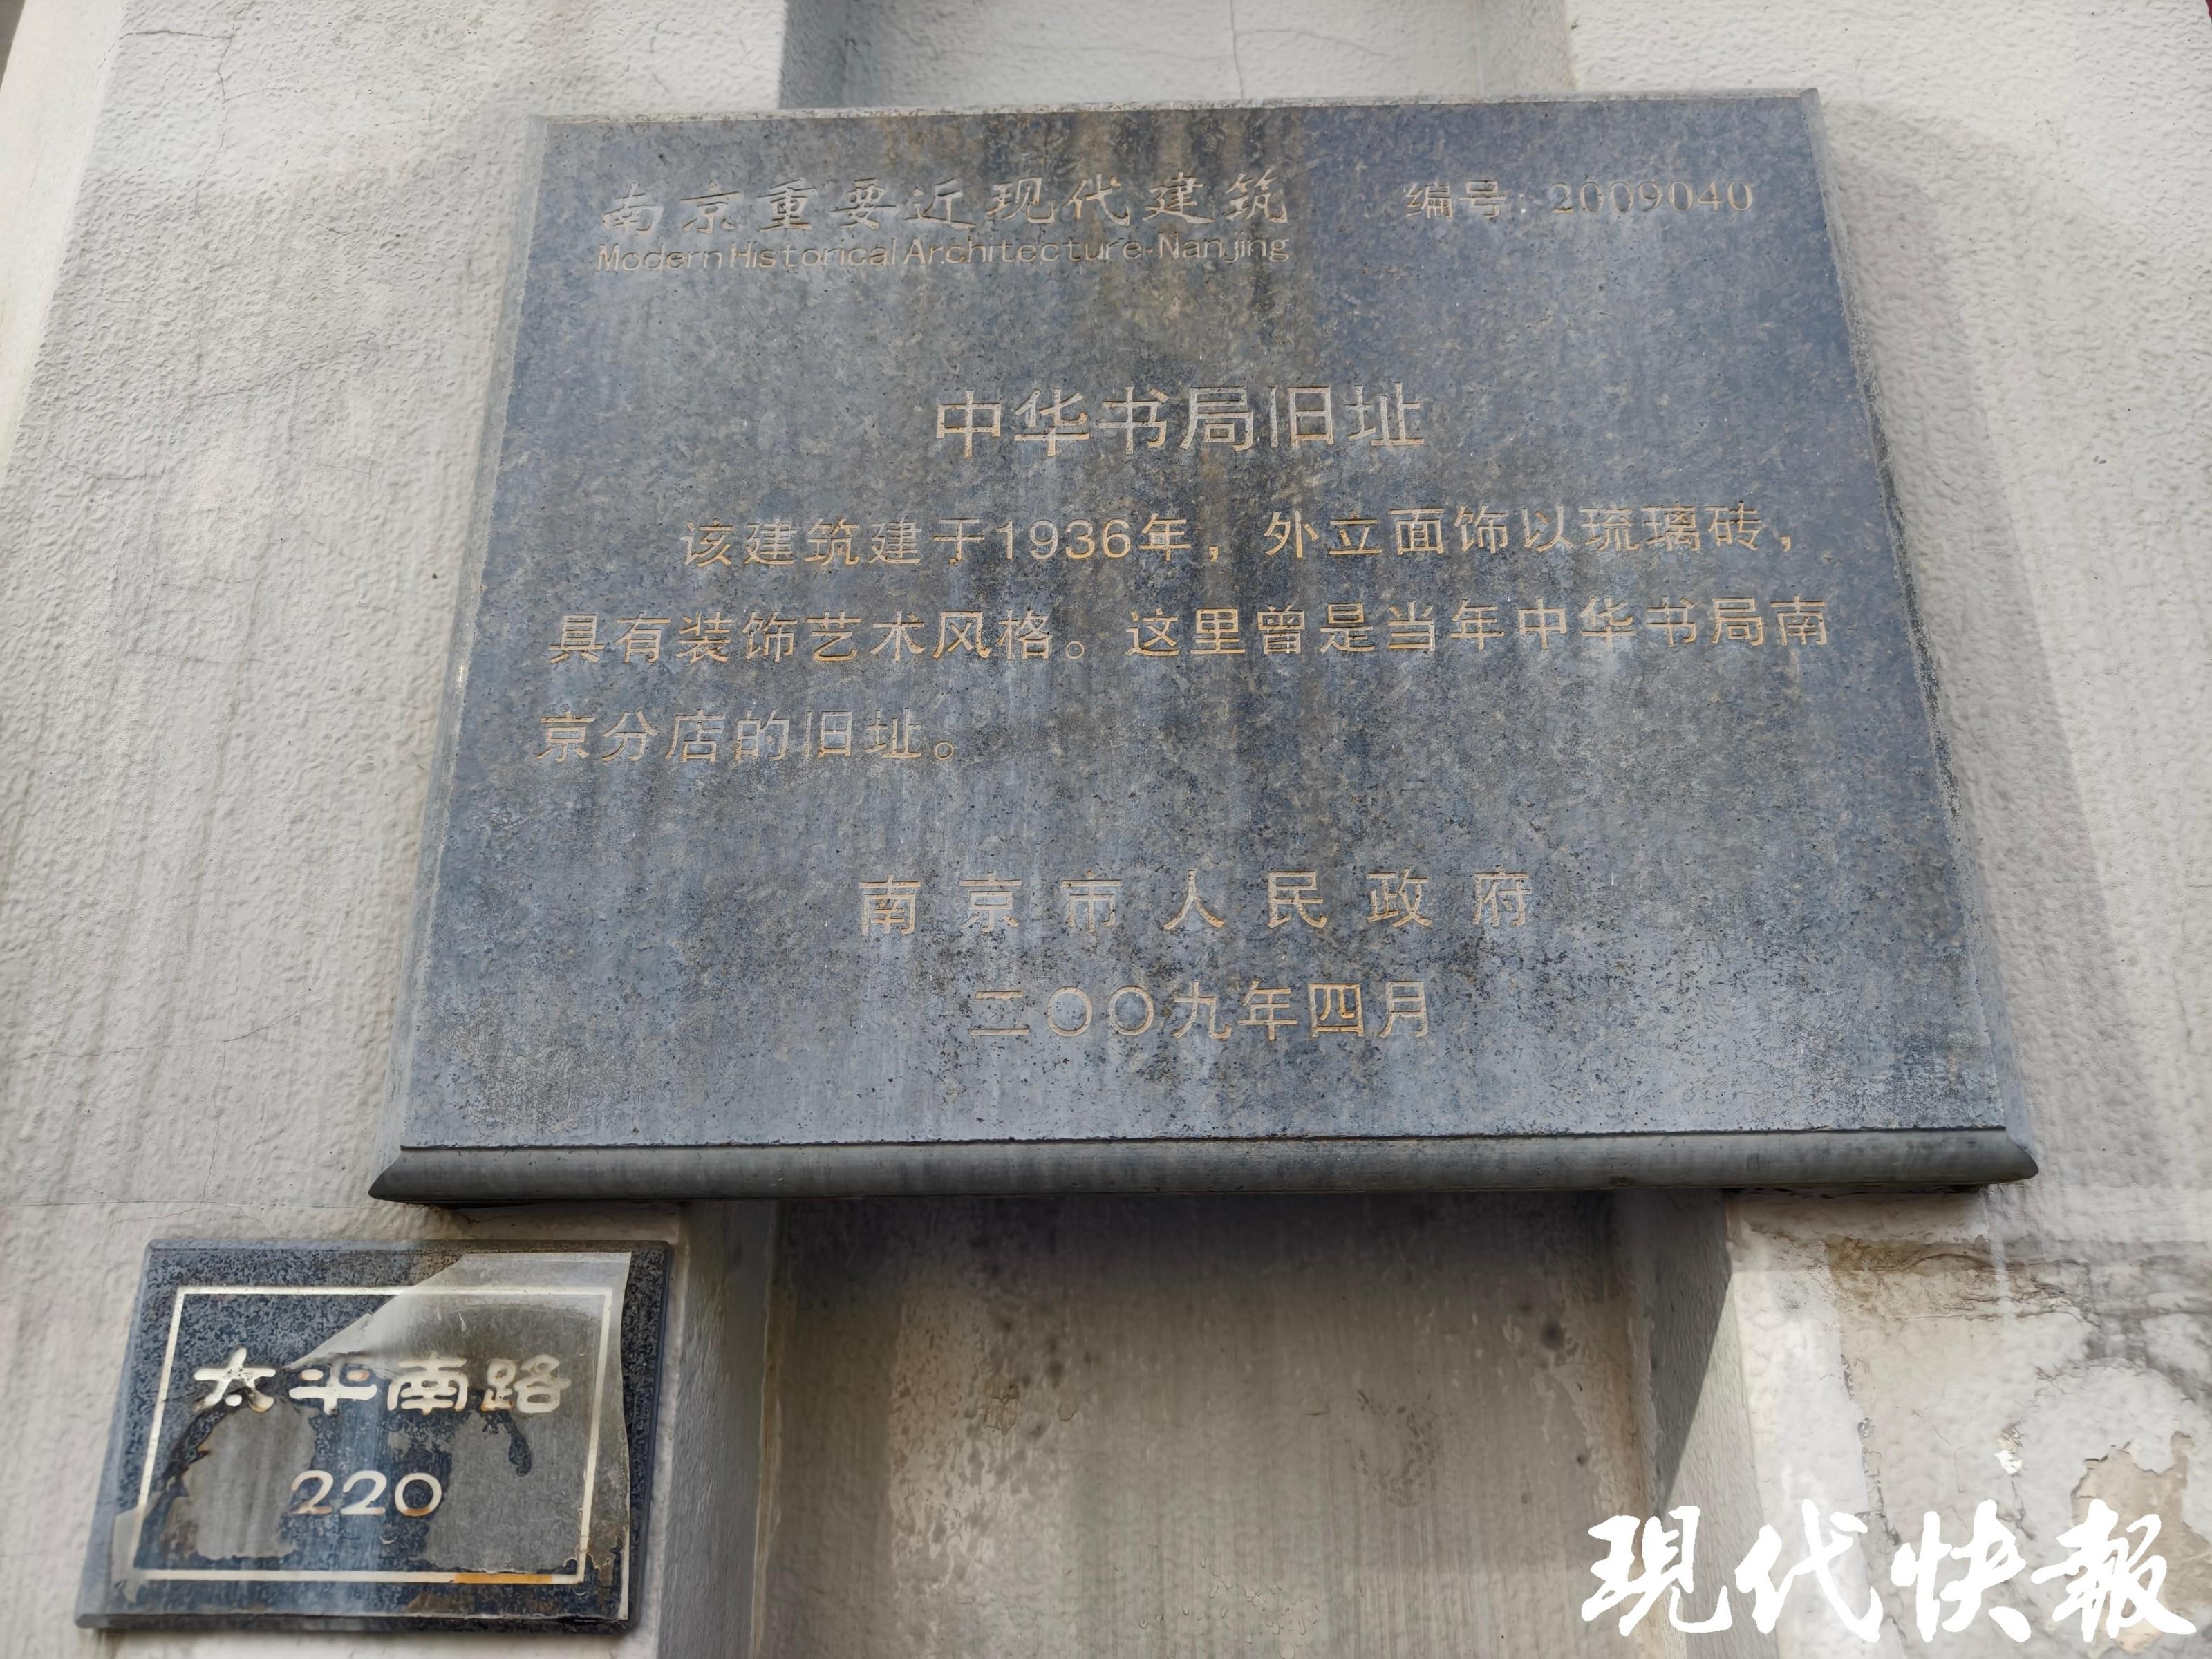 南京重要近现代建筑 编号：2009040
Modern Historical Architecture·Nanjing
中华书局旧址
该建筑建于1936年，外立面饰以琉璃砖，
具有装饰艺术风格。这里曾是当年中华书局南
京分店的旧址。
南京市人民政府
二〇〇九年四月
太平南路
220
现代快報